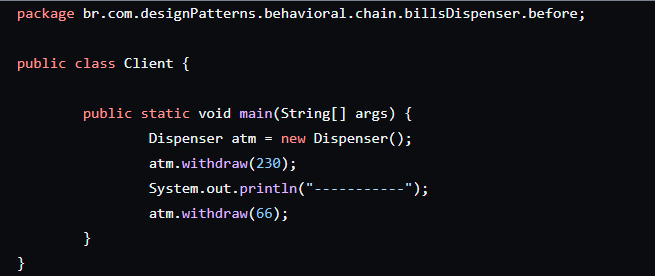 package br.com.designPatterns.behavioral.chain.billsDispenser.before;
public class Client {
public static void main(String[] args) {
Dispenser atm = new Dispenser();
atm.withdraw(230);
System.out.println("-----------");
atm.withdraw(66);
}
}